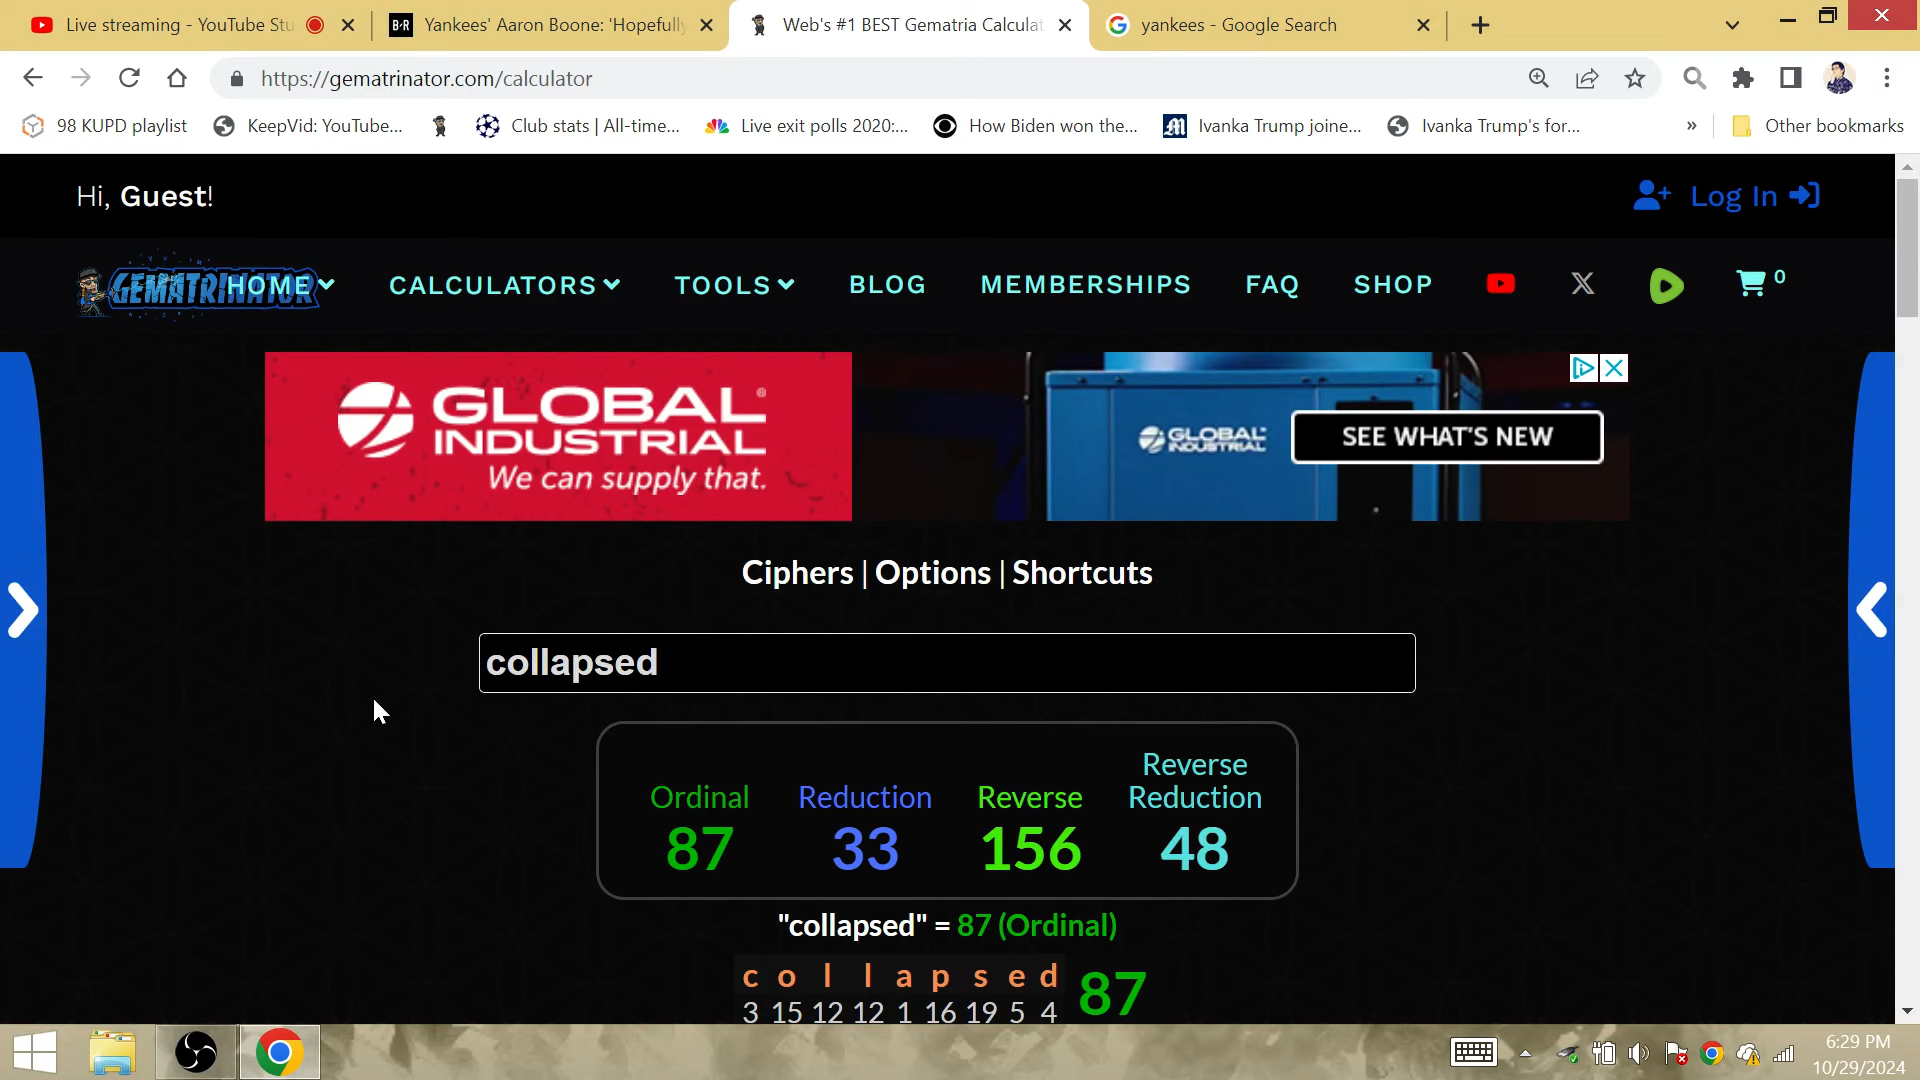 Live streaming - YouTube Stu
Yankees' Aaron Boone: 'Hopefully
Web's #1 BEST Gematria Calculat
yankees - Google Search
https://gematrinator.com/calculator
98 KUPD playlist
KeepVid: YouTube...
Club stats | All-time...
Live exit polls 2020:...
How Biden won the...
Ivanka Trump joine...
Ivanka Trump's for...
»
Other bookmarks
Hi, Guest!
Log In
GEMATRINATOR
HOME
CALCULATORS
TOOLS
BLOG
MEMBERSHIPS
FAQ
SHOP
0
GLOBAL
INDUSTRIAL
We can supply that.
GLOBAL
INDUSTRIAL
SEE WHAT'S NEW
Ciphers | Options | Shortcuts
collapsed
Ordinal
87
Reduction
33
Reverse
156
Reverse
Reduction
48
"collapsed" = 87 (Ordinal)
c o l l a p s e d
87
3 15 12 12 1 16 19 5 4
6:29 PM
10/29/2024